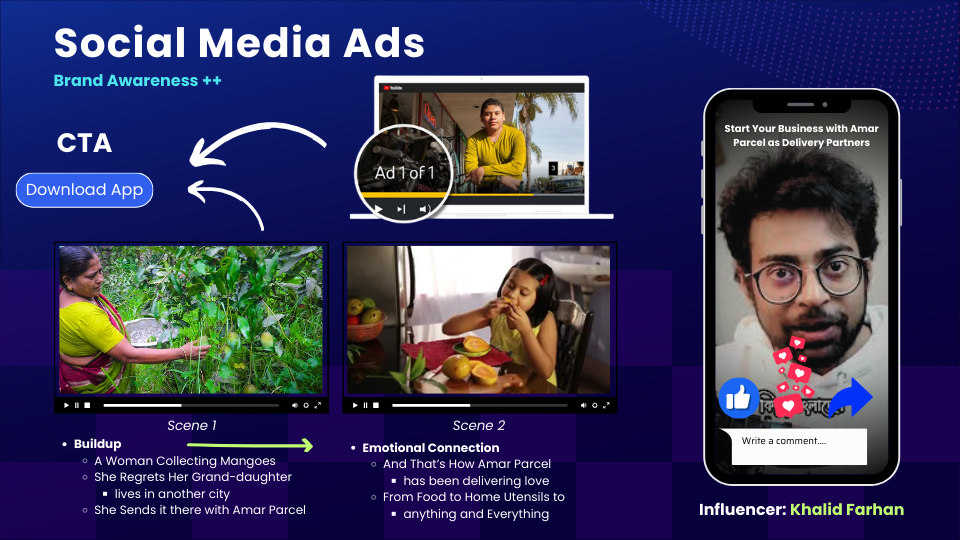 Social Media Ads
Brand Awareness ++
CTA
Download App
YouTube
Ad 1 of 1
3
Start Your Business with Amar
Parcel as Delivery Partners
Write a comment....
Influencer: Khalid Farhan
Scene 1
• Buildup
○ A Woman Collecting Mangoes
○ She Regrets Her Grand-daughter
▪ lives in another city
○ She Sends it there with Amar Parcel
Scene 2
• Emotional Connection
○ And That’s How Amar Parcel
▪ has been delivering love
○ From Food to Home Utensils to
▪ anything and Everything